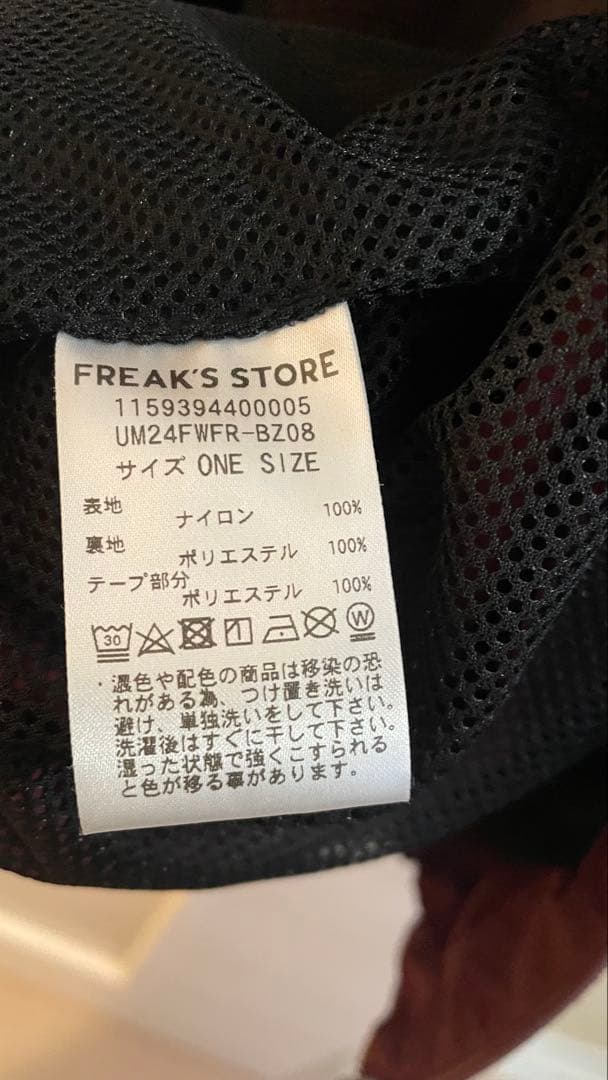 FREAK'S STORE
1159394400005
UM24FWFR-BZ08
サイズ ONE SIZE
表地 ナイロン 100%
裏地 ポリエステル 100%
テープ部分 ポリエステル 100%
30 W
・濃色や配色の商品は移染の恐
れがある為、つけ置き洗いは
避け、単独洗いをして下さい。
洗濯後はすぐに干して下さい。
湿った状態で強くこすられる
と色が移る事があります。